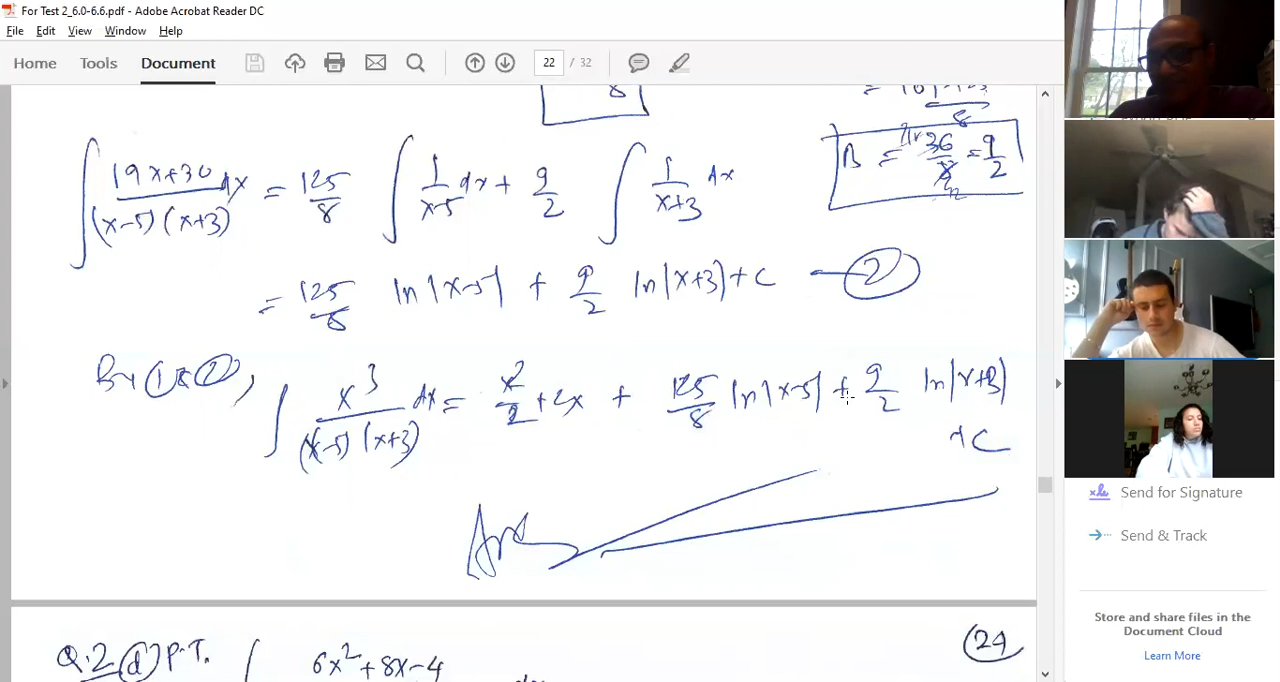 For Test 2_6.0-6.6.pdf - Adobe Acrobat Reader DC
File Edit View Window Help
Home Tools Document 22 / 32
8
8
B = 36/8 = 9/2
∫ 19x+30/(x-5)(x+3) dx = 125/8 ∫ 1/x-5 dx + 9/2 ∫ 1/x+3 dx
= 125/8 ln|x-5| + 9/2 ln|x+3| + C — ②
By ① & ②,
∫ x³/(x-5)(x+3) dx = x²/2 + 2x + 125/8 ln|x-5| + 9/2 ln|x+3|
+C
Ans
Q.2 (d) P.T. ∫ 6x²+8x-4
24
Send for Signature
Send & Track
Store and share files in the
Document Cloud
Learn More